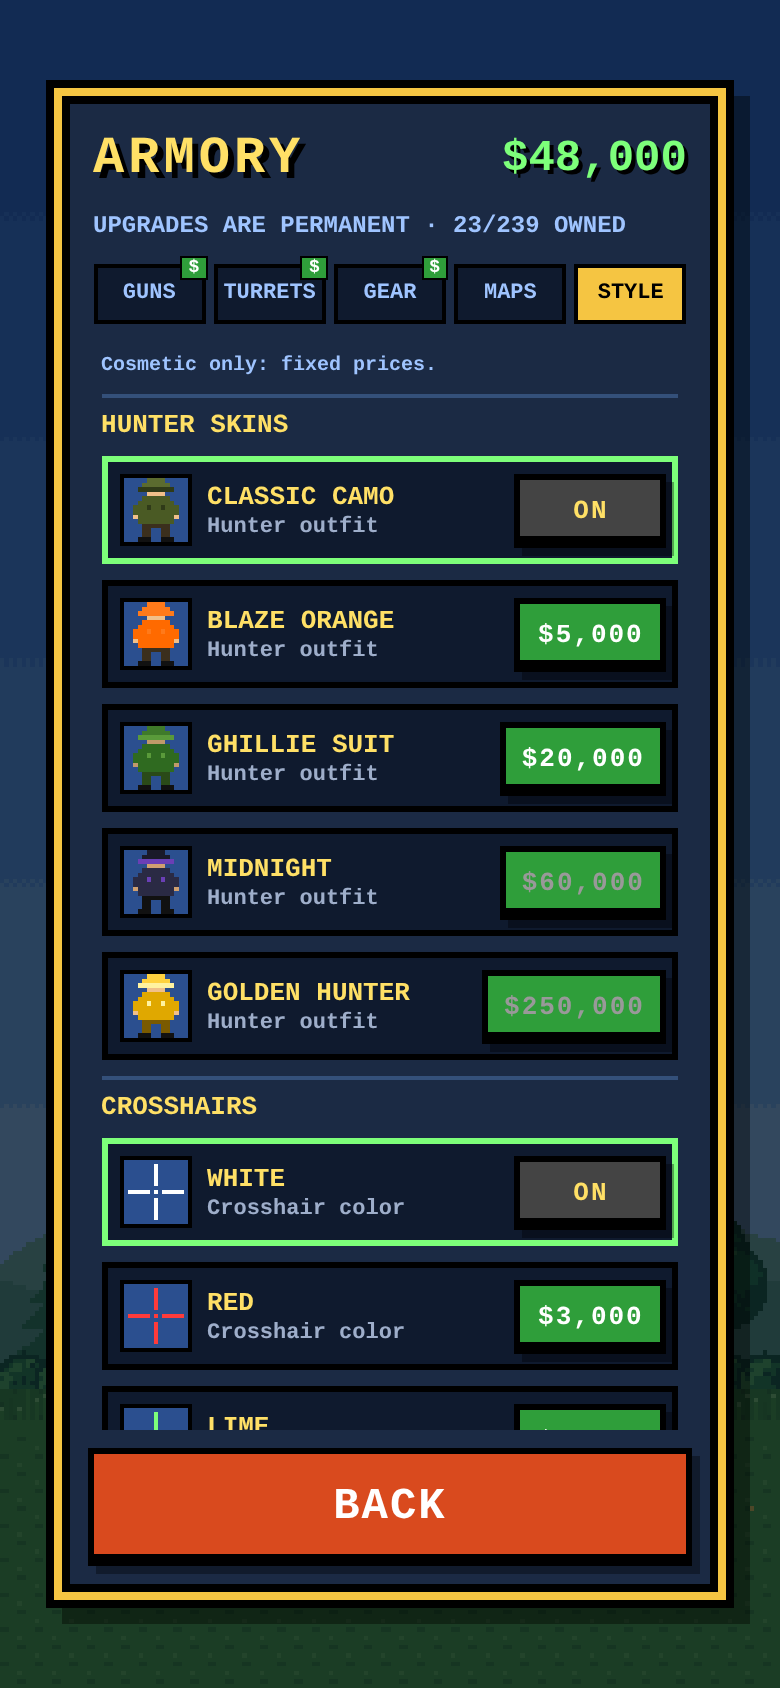 ARMORY
$48,000
UPGRADES ARE PERMANENT · 23/239 OWNED
$ $ $
GUNS TURRETS GEAR MAPS STYLE
Cosmetic only: fixed prices.
HUNTER SKINS
CLASSIC CAMO
Hunter outfit
ON
BLAZE ORANGE
Hunter outfit
$5,000
GHILLIE SUIT
Hunter outfit
$20,000
MIDNIGHT
Hunter outfit
$60,000
GOLDEN HUNTER
Hunter outfit
$250,000
CROSSHAIRS
WHITE
Crosshair color
ON
RED
Crosshair color
$3,000
LIME
BACK